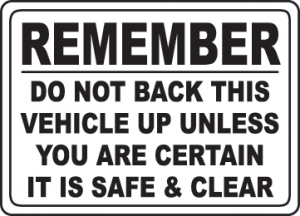 REMEMBER
DO NOT BACK THIS
VEHICLE UP UNLESS
YOU ARE CERTAIN
IT IS SAFE & CLEAR